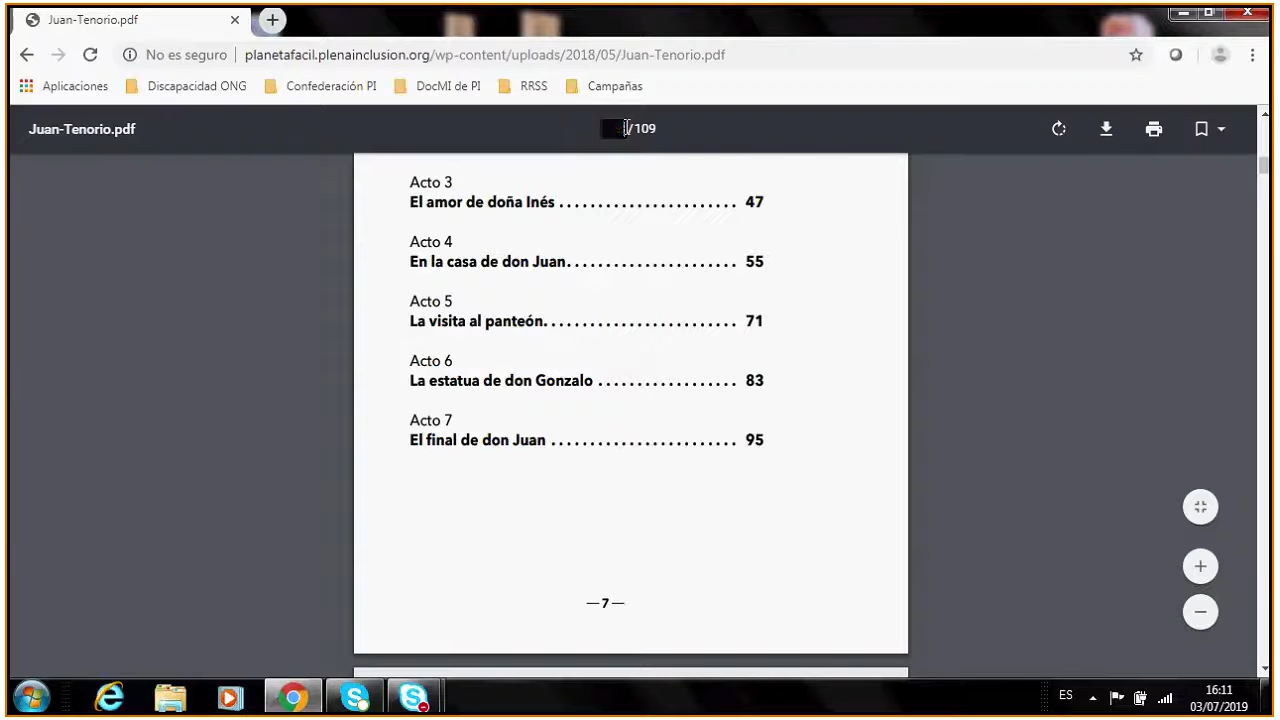 Juan-Tenorio.pdf
No es seguro planetafacil.plenainclusion.org/wp-content/uploads/2018/05/Juan-Tenorio.pdf
Aplicaciones Discapacidad ONG Confederación PI DocMI de PI RRSS Campañas
Juan-Tenorio.pdf /109
Acto 3
El amor de doña Inés ....................... 47
Acto 4
En la casa de don Juan...................... 55
Acto 5
La visita al panteón......................... 71
Acto 6
La estatua de don Gonzalo .................. 83
Acto 7
El final de don Juan ........................ 95
—7—
ES 16:11
03/07/2019